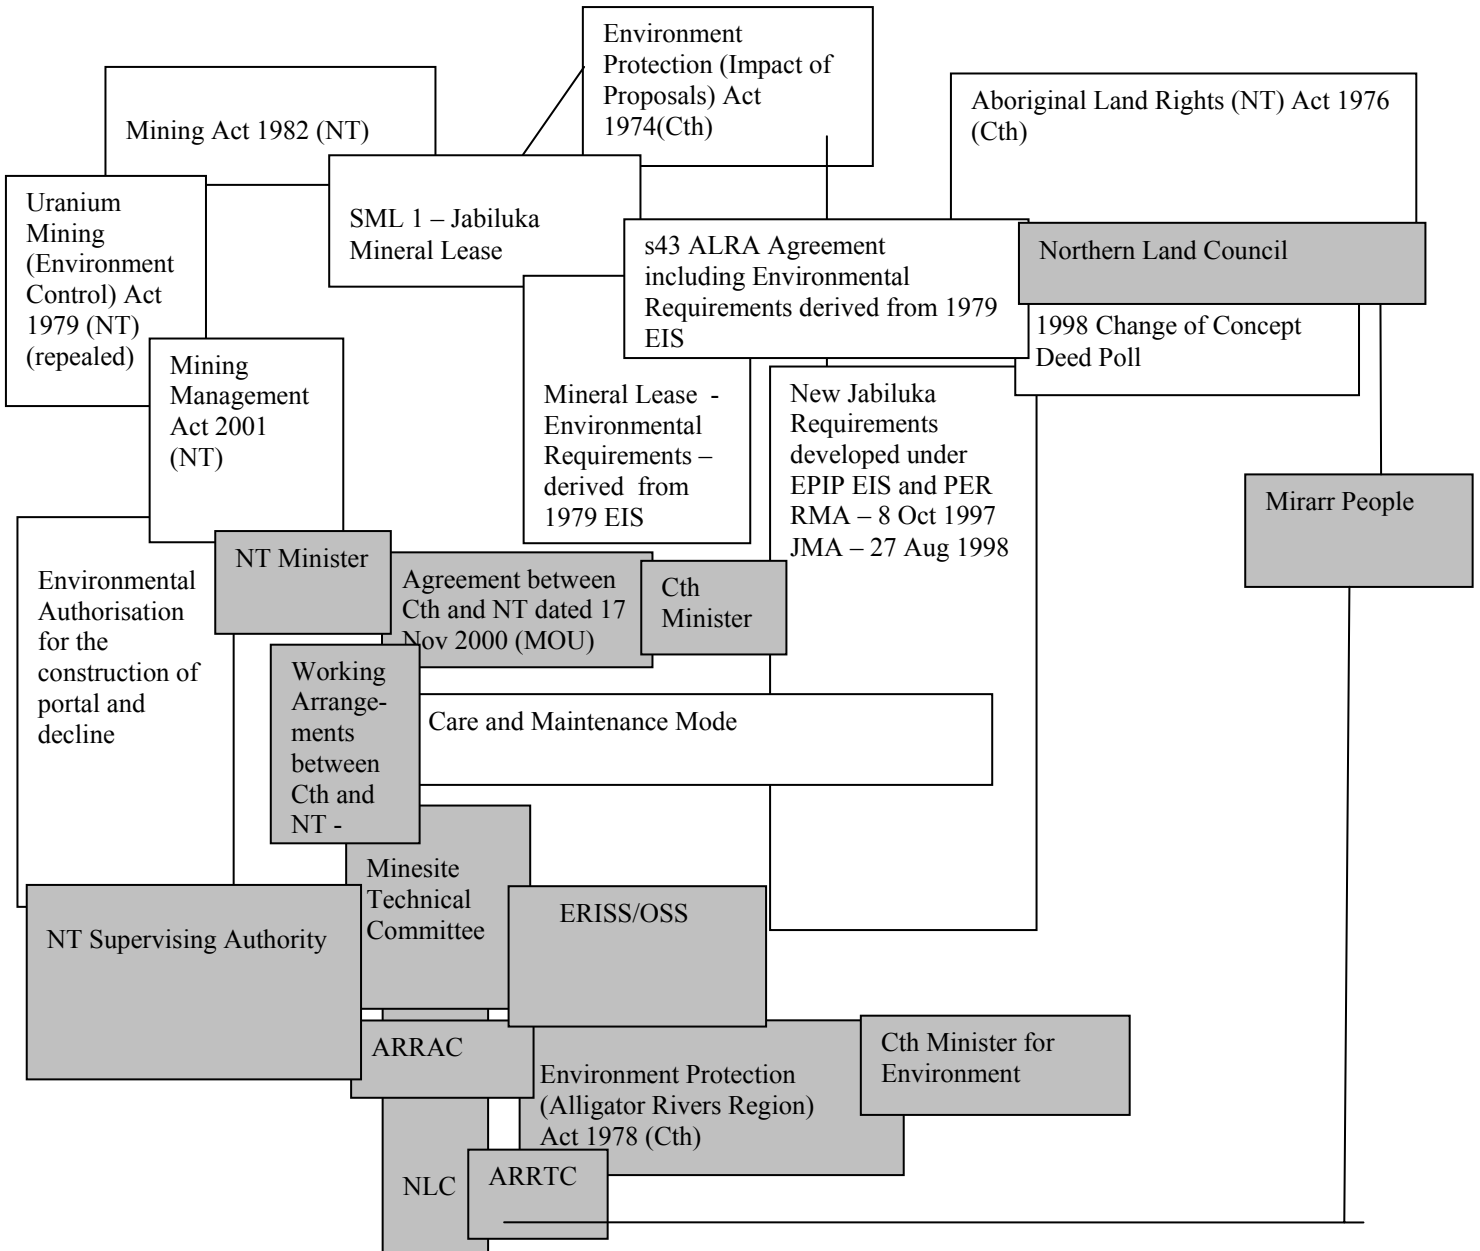 Environment
Protection (Impact of
Proposals) Act
1974(Cth)
Mining Act 1982 (NT)
Aboriginal Land Rights (NT) Act 1976
(Cth)
Uranium
Mining
(Environment
Control) Act
1979 (NT)
(repealed)
SML 1 – Jabiluka
Mineral Lease
s43 ALRA Agreement
including Environmental
Requirements derived from 1979
EIS
Northern Land Council
1998 Change of Concept
Deed Poll
Mining
Management
Act 2001
(NT)
Mineral Lease -
Environmental
Requirements –
derived from
1979 EIS
New Jabiluka
Requirements
developed under
EPIP EIS and PER
RMA – 8 Oct 1997
JMA – 27 Aug 1998
Mirarr People
Environmental
Authorisation
for the
construction of
portal and
decline
NT Minister
Agreement between
Cth and NT dated 17
Nov 2000 (MOU)
Cth
Minister
Working
Arrange-
ments
between
Cth and
NT -
Care and Maintenance Mode
Minesite
Technical
Committee
ERISS/OSS
NT Supervising Authority
ARRAC
Environment Protection
(Alligator Rivers Region)
Act 1978 (Cth)
Cth Minister for
Environment
NLC
ARRTC